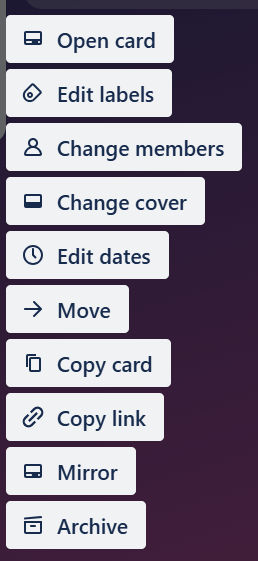 Open card
Edit labels
Change members
Change cover
Edit dates
Move
Copy card
Copy link
Mirror
Archive